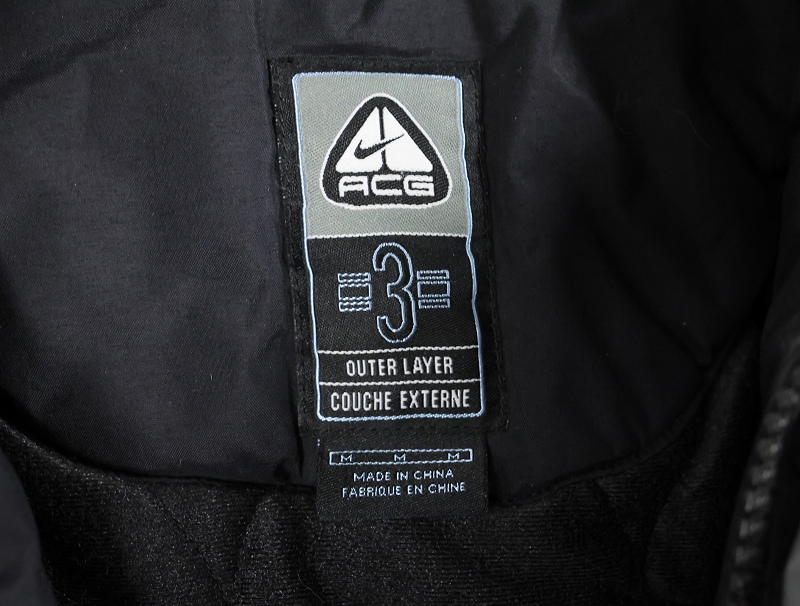 ACG
3
OUTER LAYER
COUCHE EXTERNE
M M M
MADE IN CHINA
FABRIQUE EN CHINE